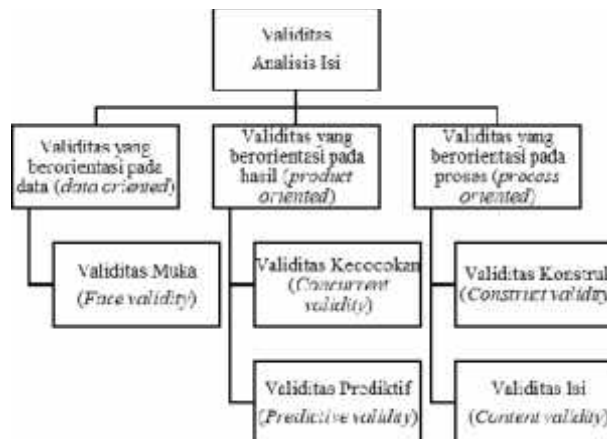 Validitas
Analisis Isi
Validitas yang
berorientasi pada
data (data oriented)
Validitas yang
berorientasi pada
hasil (product
oriented)
Validitas yang
berorientasi pada
proses (process
oriented)
Validitas Muka
(Face validity)
Validitas Kecocokan
(Concurrent
validity)
Validitas Konstruk
(Construct validity)
Validitas Prediktif
(Predictive validity)
Validitas Isi
(Content validity)